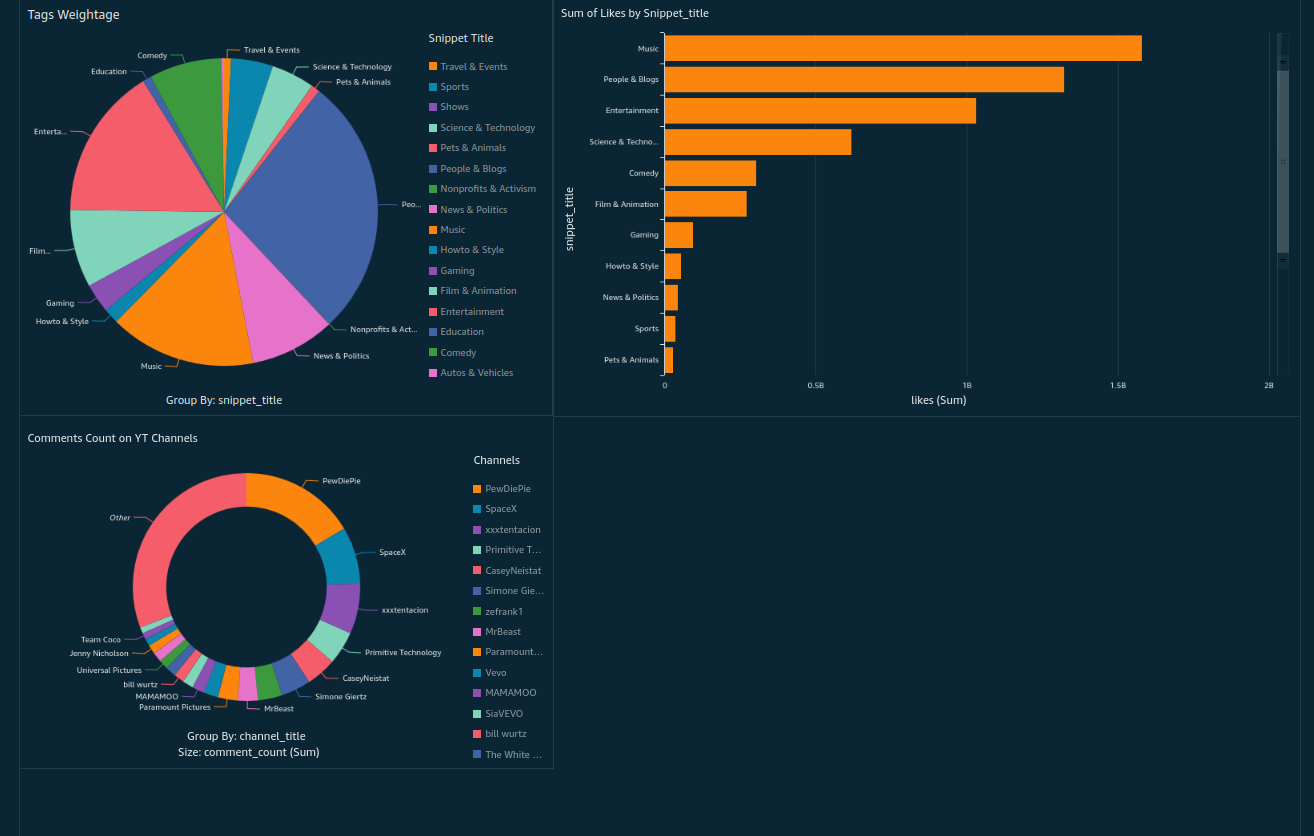 Tags Weightage
Comedy
Travel & Events
Education
Science & Technology
Pets & Animals
Enterta...
Peo...
Film...
Gaming
Howto & Style
Nonprofits & Act...
News & Politics
Music
Group By: snippet_title
Snippet Title
Travel & Events
Sports
Shows
Science & Technology
Pets & Animals
People & Blogs
Nonprofits & Activism
News & Politics
Music
Howto & Style
Gaming
Film & Animation
Entertainment
Education
Comedy
Autos & Vehicles
Sum of Likes by Snippet_title
snippet_title
Music
People & Blogs
Entertainment
Science & Techno...
Comedy
Film & Animation
Gaming
Howto & Style
News & Politics
Sports
Pets & Animals
0
0.5B
1B
1.5B
2B
likes (Sum)
Comments Count on YT Channels
PewDiePie
Other
SpaceX
xxxtentacion
Team Coco
Jenny Nicholson
Primitive Technology
Universal Pictures
CaseyNeistat
bill wurtz
MAMAMOO
Simone Giertz
Paramount Pictures
MrBeast
Group By: channel_title
Size: comment_count (Sum)
Channels
PewDiePie
SpaceX
xxxtentacion
Primitive T...
CaseyNeistat
Simone Gie...
zefrank1
MrBeast
Paramount...
Vevo
MAMAMOO
SiaVEVO
bill wurtz
The White ...